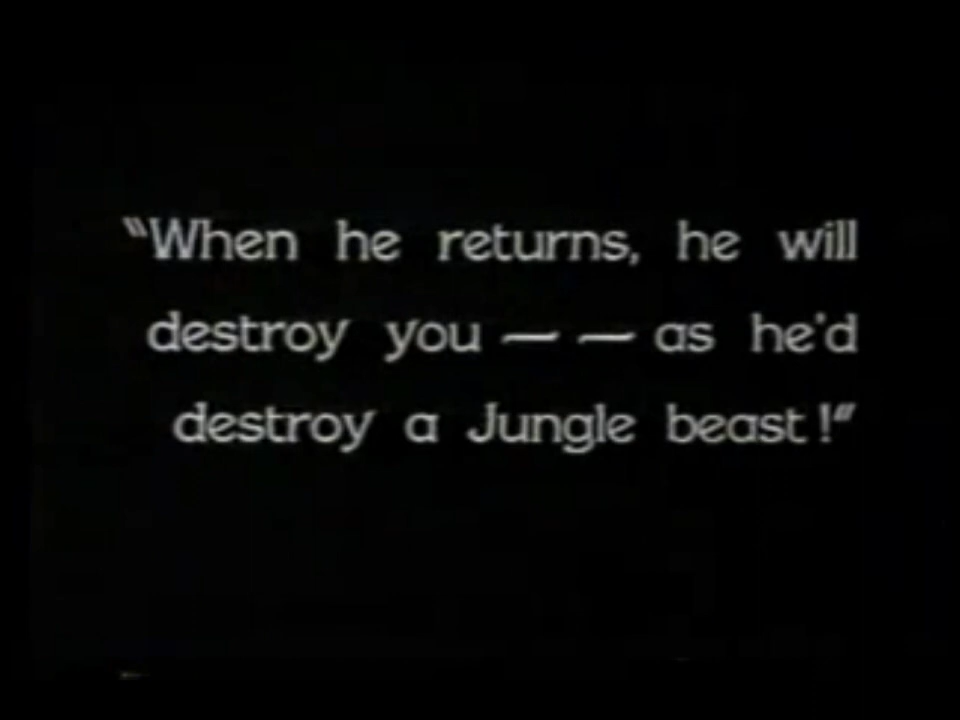 "When he returns, he will
destroy you — — as he'd
destroy a Jungle beast!"